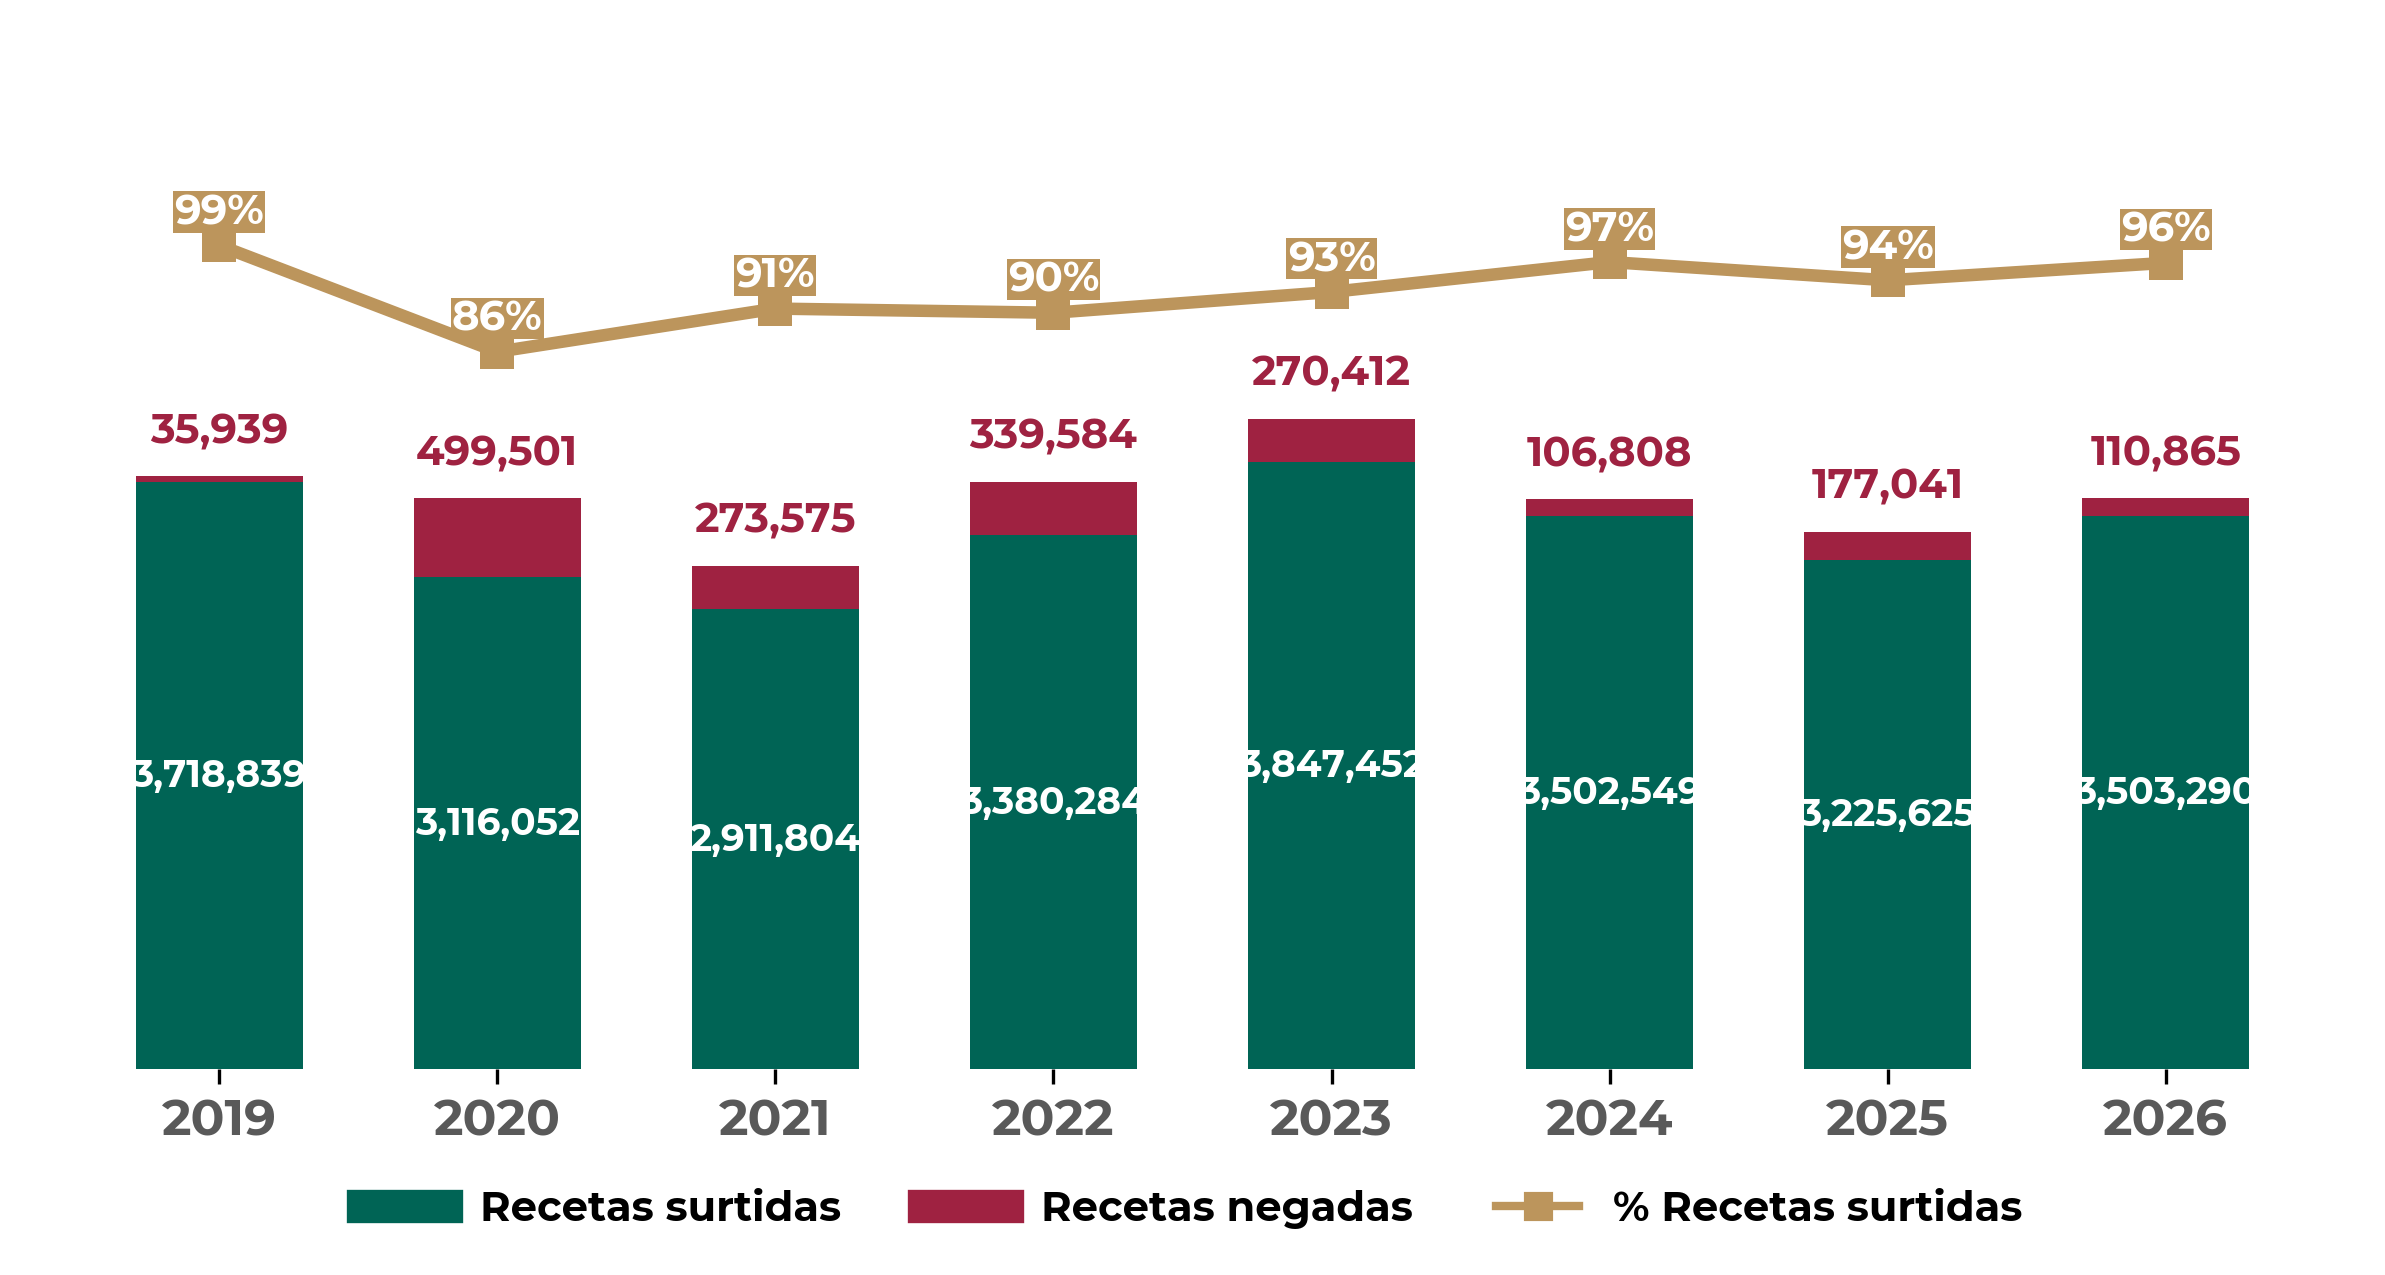 99% 86% 91% 90% 93% 97% 94% 96%
35,939 499,501 273,575 339,584 270,412 106,808 177,041 110,865
3,718,839 3,116,052 2,911,804 3,380,284 3,847,452 3,502,549 3,225,625 3,503,290
2019 2020 2021 2022 2023 2024 2025 2026
Recetas surtidas Recetas negadas % Recetas surtidas